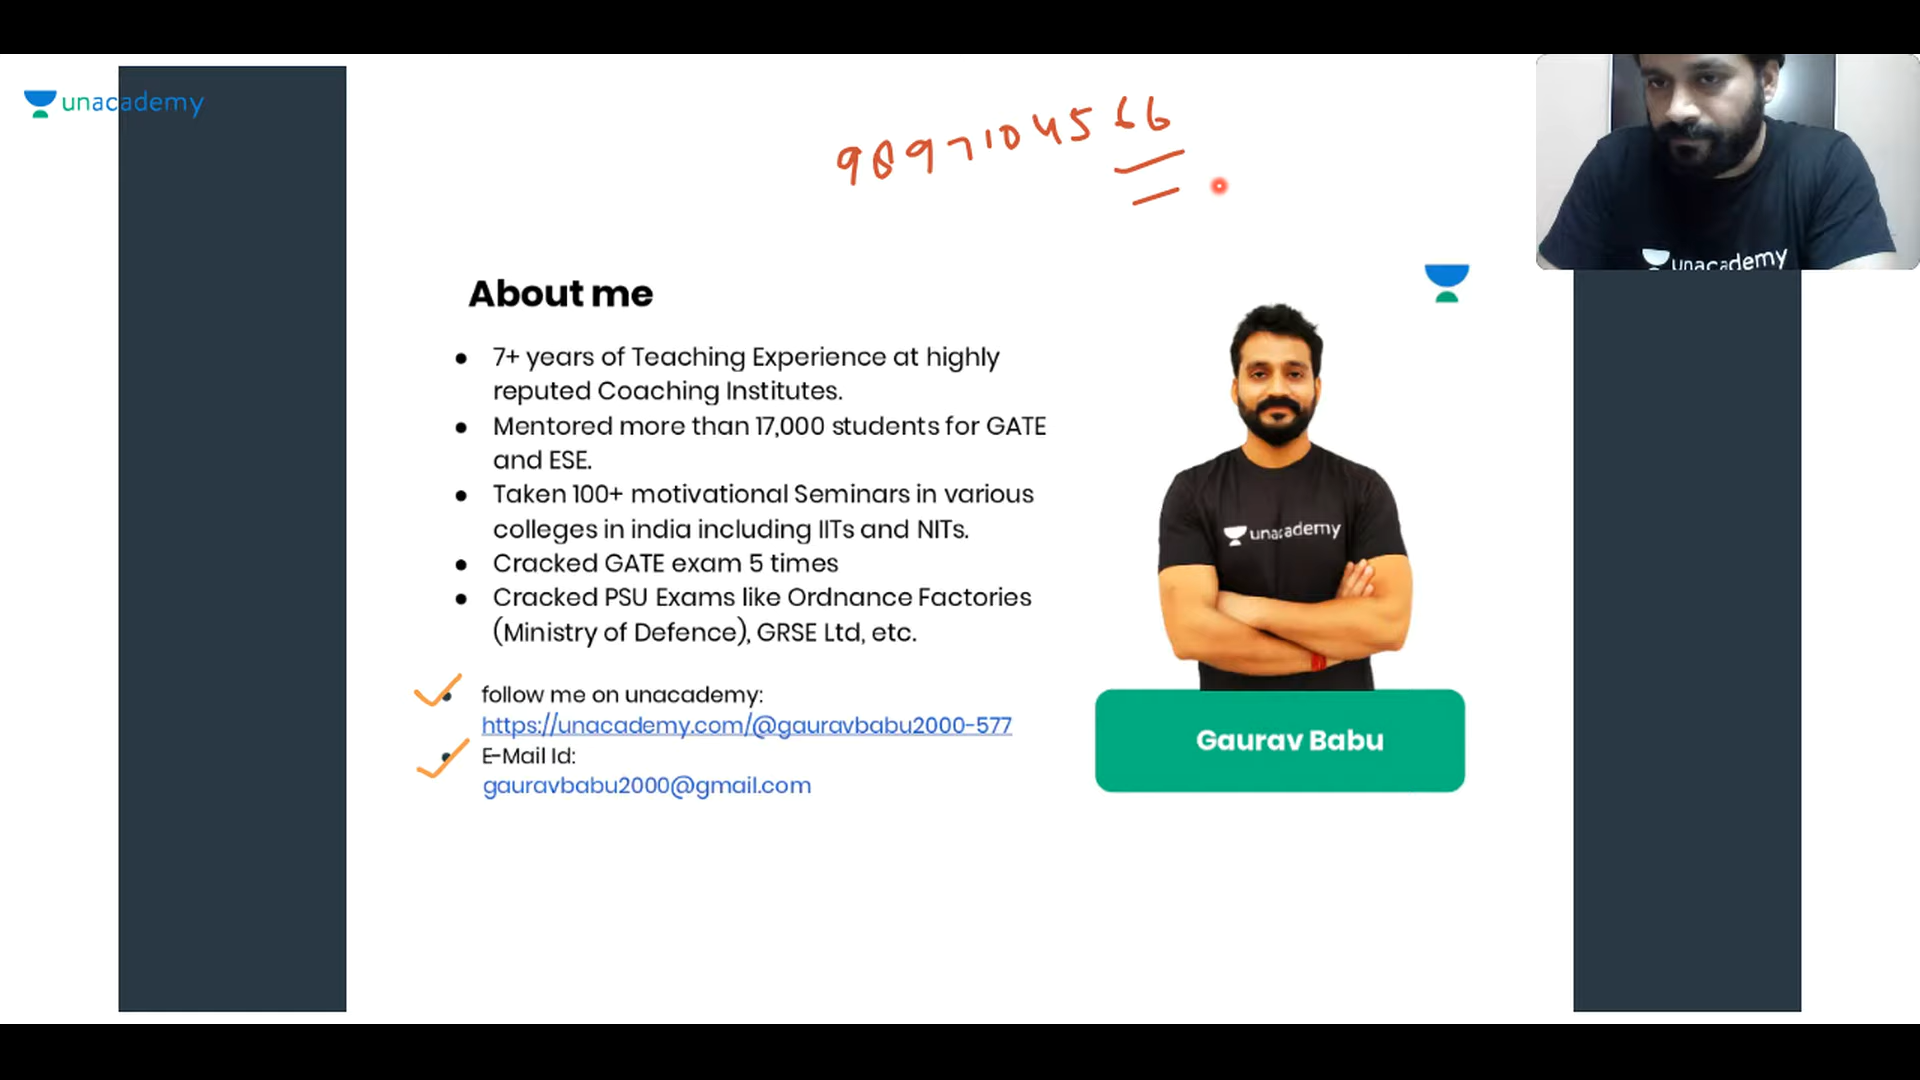 unacademy
9897104566
unacademy
About me
• 7+ years of Teaching Experience at highly
reputed Coaching Institutes.
• Mentored more than 17,000 students for GATE
and ESE.
• Taken 100+ motivational Seminars in various
colleges in india including IITs and NITs.
• Cracked GATE exam 5 times
• Cracked PSU Exams like Ordnance Factories
(Ministry of Defence), GRSE Ltd, etc.
unacademy
• follow me on unacademy:
https://unacademy.com/@gauravbabu2000-577
• E-Mail Id:
gauravbabu2000@gmail.com
Gaurav Babu